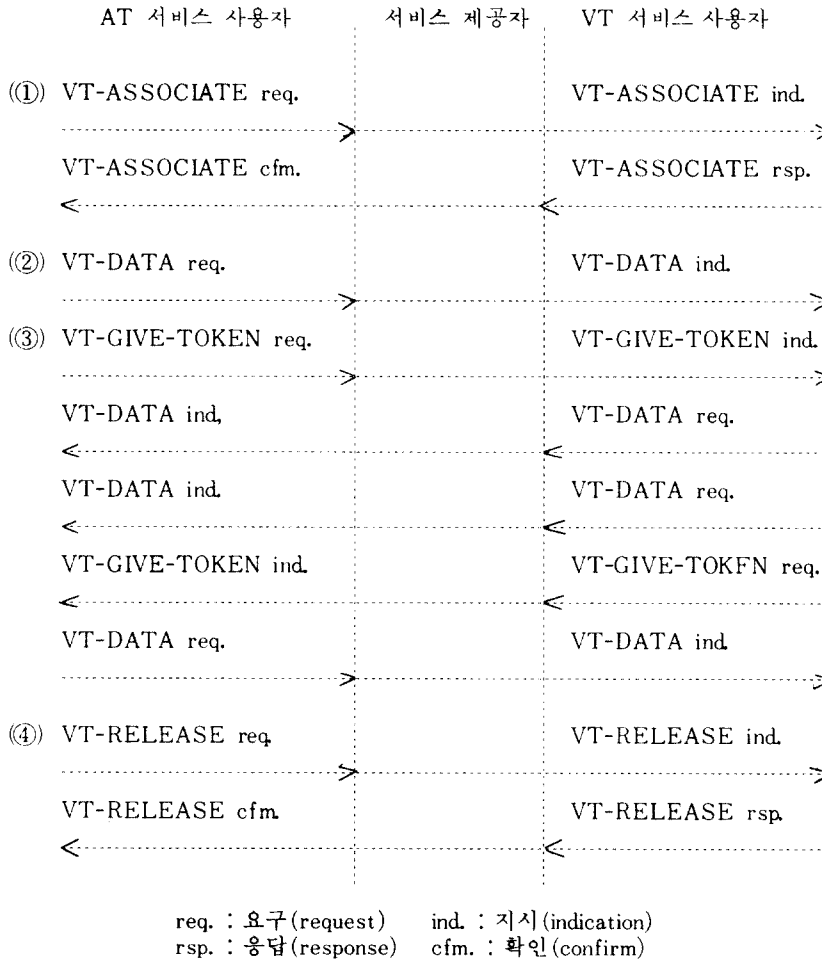 AT 서비스 사용자 서비스 제공자 VT 서비스 사용자
((①)) VT-ASSOCIATE req. VT-ASSOCIATE ind.
VT-ASSOCIATE cfm. VT-ASSOCIATE rsp.
((②)) VT-DATA req. VT-DATA ind.
((③)) VT-GIVE-TOKEN req. VT-GIVE-TOKEN ind.
VT-DATA ind, VT-DATA req.
VT-DATA ind. VT-DATA req.
VT-GIVE-TOKEN ind. VT-GIVE-TOKFN req.
VT-DATA req. VT-DATA ind.
((④)) VT-RELEASE req. VT-RELEASE ind.
VT-RELEASE cfm. VT-RELEASE rsp.
req. : 요구(request) ind. : 지시(indication)
rsp. : 응답(response) cfm. : 확인(confirm)